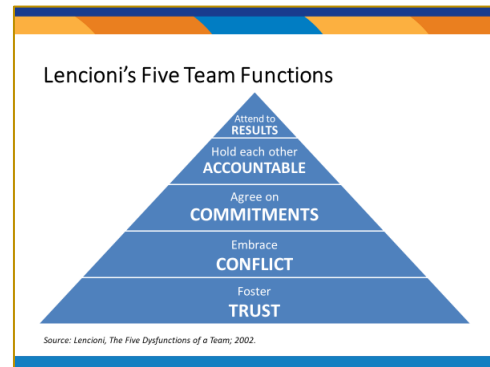 Lencioni's Five Team Functions
Attend to
RESULTS
Hold each other
ACCOUNTABLE
Agree on
COMMITMENTS
Embrace
CONFLICT
Foster
TRUST
Source: Lencioni, The Five Dysfunctions of a Team; 2002.